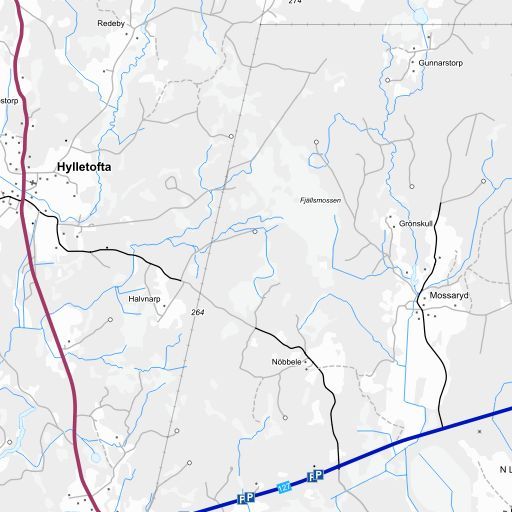 274
Redeby
Gunnarstorp
storp
Hylletofta
Fjällsmossen
Grönskull
Halvnarp
Mossaryd
264
Nöbbele
N L
P
127
P